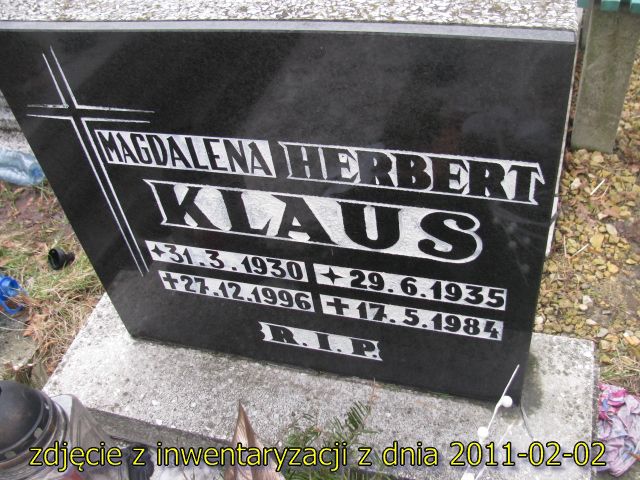 MAGDALENA HERBERT
KLAUS
*31.3.1930 *29.6.1935
+27.12.1996 +17.5.1984
R.I.P.
zdjęcie z inwentaryzacji z dnia 2011-02-02